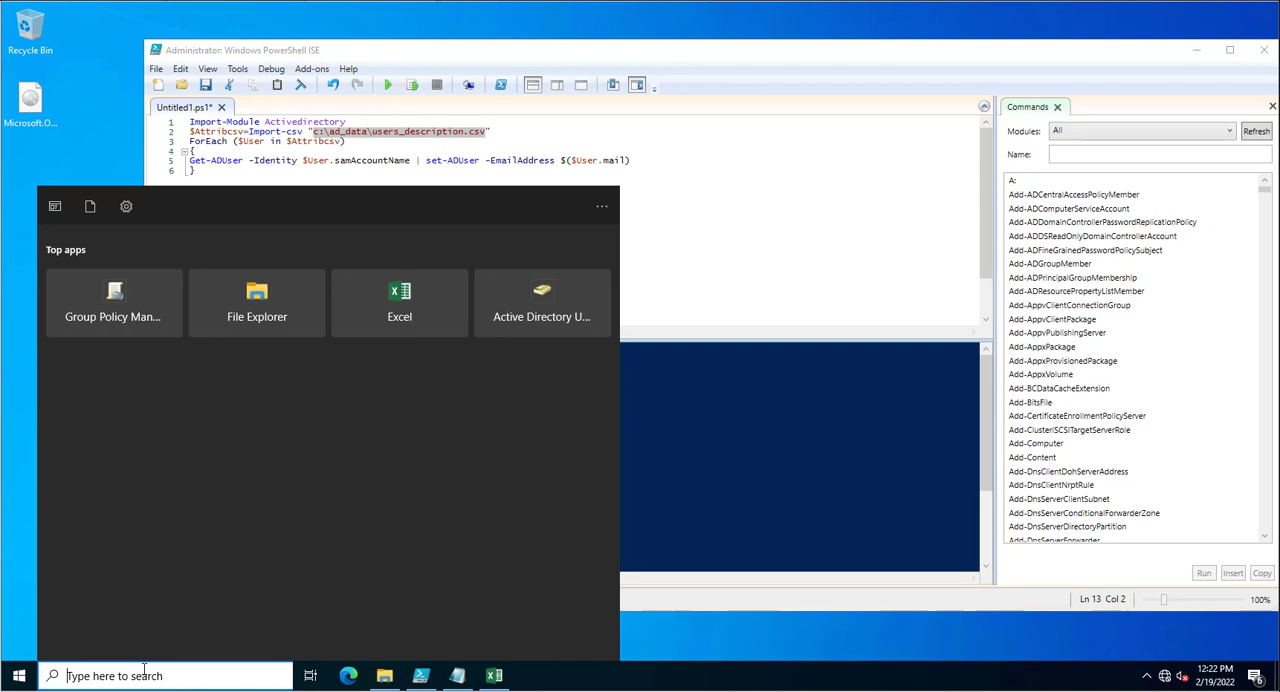 Recycle Bin
Microsoft.O...
Administrator: Windows PowerShell ISE
File Edit View Tools Debug Add-ons Help
Untitled1.ps1*
1 Import-Module Activedirectory
2 $Attribcsv=Import-csv "c:\ad_data\users_description.csv"
3 ForEach ($User in $Attribcsv)
4 {
5 Get-ADUser -Identity $User.samAccountName | set-ADUser -EmailAddress $($User.mail)
6 }
Commands
Modules: All Refresh
Name:
A:
Add-ADCentralAccessPolicyMember
Add-ADComputerServiceAccount
Add-ADDomainControllerPasswordReplicationPolicy
Add-ADDSReadOnlyDomainControllerAccount
Add-ADFineGrainedPasswordPolicySubject
Add-ADGroupMember
Add-ADPrincipalGroupMembership
Add-ADResourcePropertyListMember
Add-AppvClientConnectionGroup
Add-AppvClientPackage
Add-AppvPublishingServer
Add-AppxPackage
Add-AppxProvisionedPackage
Add-AppxVolume
Add-BCDataCacheExtension
Add-BitsFile
Add-CertificateEnrollmentPolicyServer
Add-ClusteriSCSITargetServerRole
Add-Computer
Add-Content
Add-DnsClientDohServerAddress
Add-DnsClientNrptRule
Add-DnsServerClientSubnet
Add-DnsServerConditionalForwarderZone
Add-DnsServerDirectoryPartition
Add-DnsServerForwarder
Run Insert Copy
Ln 13 Col 2 100%
...
Top apps
Group Policy Man...
File Explorer
Excel
Active Directory U...
Type here to search
12:22 PM
2/19/2022
6